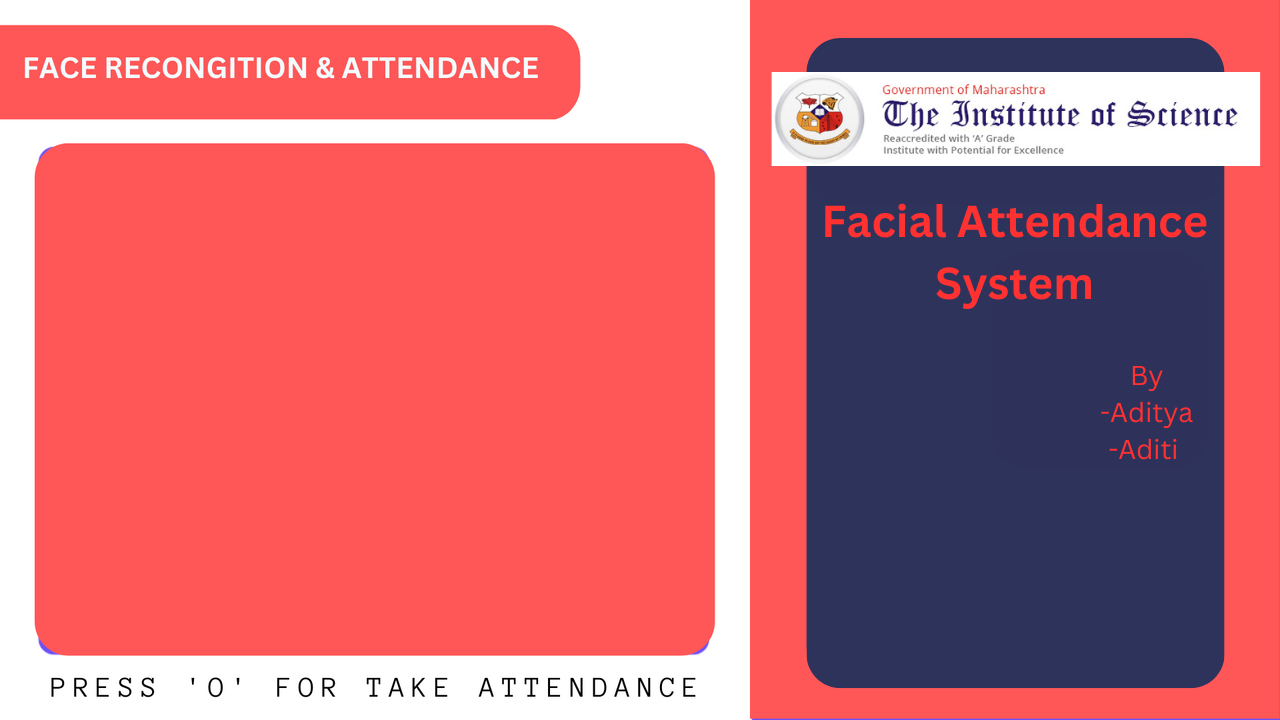 FACE RECONGITION & ATTENDANCE
PRESS 'O' FOR TAKE ATTENDANCE
Government of Maharashtra
The Institute of Science
Reaccredited with 'A' Grade
Institute with Potential for Excellence
Facial Attendance
System
By
-Aditya
-Aditi